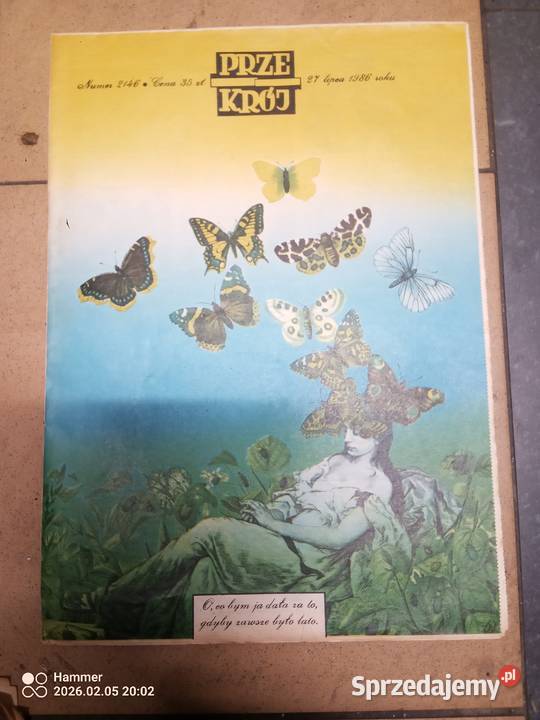 PRZE
KRÓJ
Numer 2146 • Cena 35 zł
27 lipca 1986 roku
O, co bym ja dała za to,
gdyby zawsze było lato.
Hammer
2026.02.05 20:02
Sprzedajemy.pl